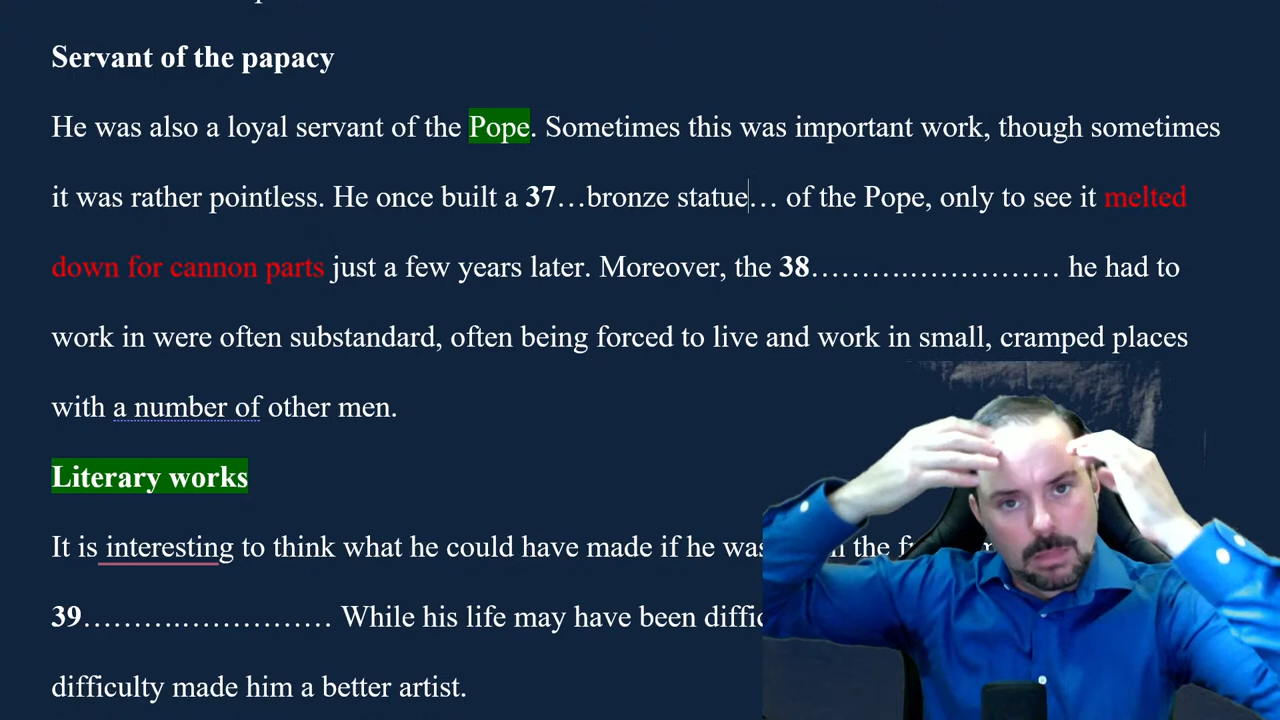 Servant of the papacy
He was also a loyal servant of the Pope. Sometimes this was important work, though sometimes
it was rather pointless. He once built a 37…bronze statue… of the Pope, only to see it melted
down for cannon parts just a few years later. Moreover, the 38……….…………… he had to
work in were often substandard, often being forced to live and work in small, cramped places
with a number of other men.
Literary works
It is interesting to think what he could have made if he was the
39……….…………… While his life may have been
difficulty made him a better artist.